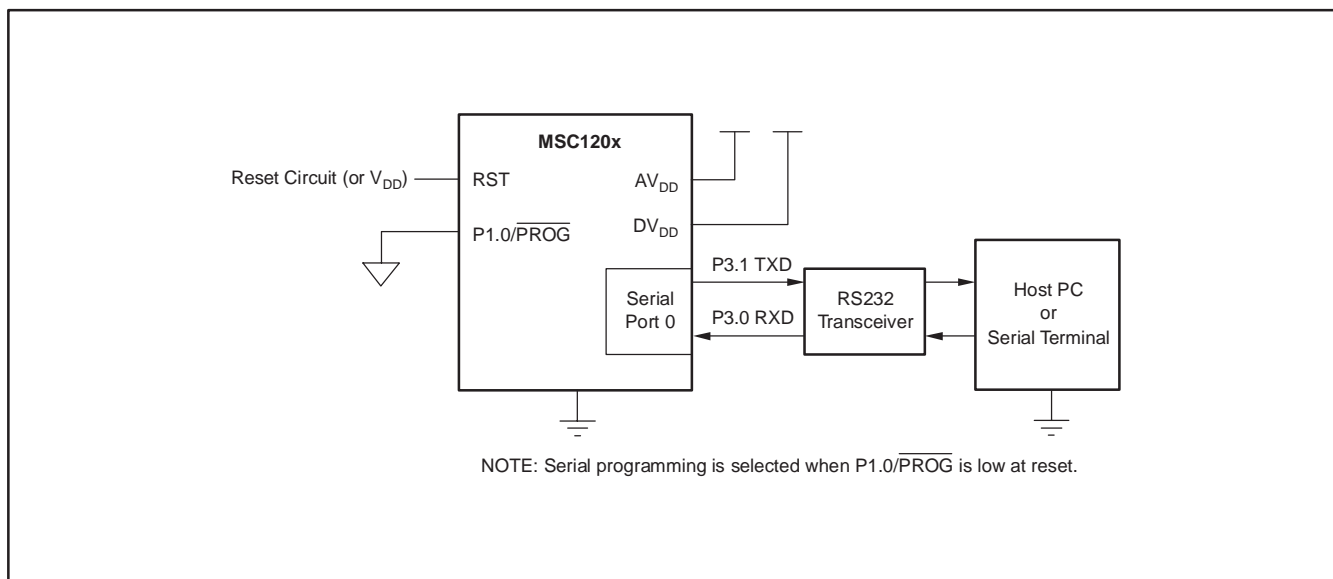 MSC120x
Reset Circuit (or VDD)
RST
AVDD
P1.0/PROG
DVDD
P3.1 TXD
P3.0 RXD
Serial
Port 0
RS232
Transceiver
Host PC
or
Serial Terminal
NOTE: Serial programming is selected when P1.0/PROG is low at reset.